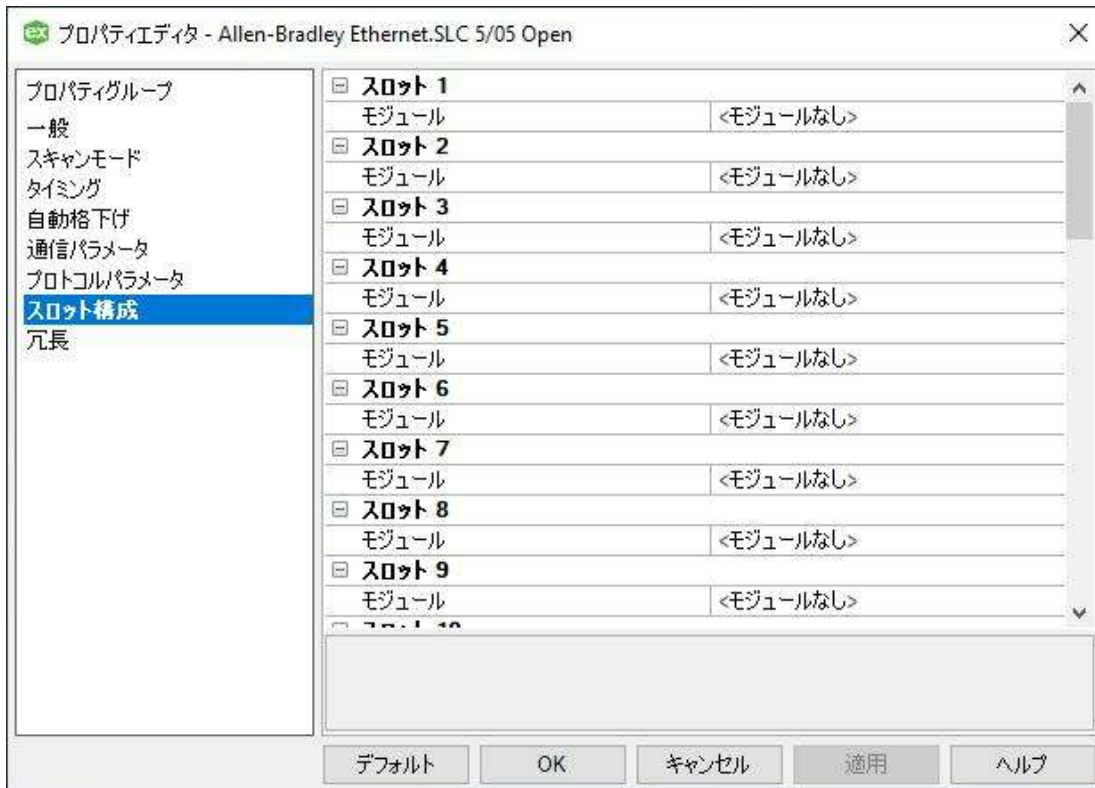 ex プロパティエディタ - Allen-Bradley Ethernet.SLC 5/05 Open
プロパティグループ
一般
スキャンモード
タイミング
自動格下げ
通信パラメータ
プロトコルパラメータ
スロット構成
冗長
スロット 1
モジュール <モジュールなし>
スロット 2
モジュール <モジュールなし>
スロット 3
モジュール <モジュールなし>
スロット 4
モジュール <モジュールなし>
スロット 5
モジュール <モジュールなし>
スロット 6
モジュール <モジュールなし>
スロット 7
モジュール <モジュールなし>
スロット 8
モジュール <モジュールなし>
スロット 9
モジュール <モジュールなし>
スロット 10
デフォルト OK キャンセル 適用 ヘルプ